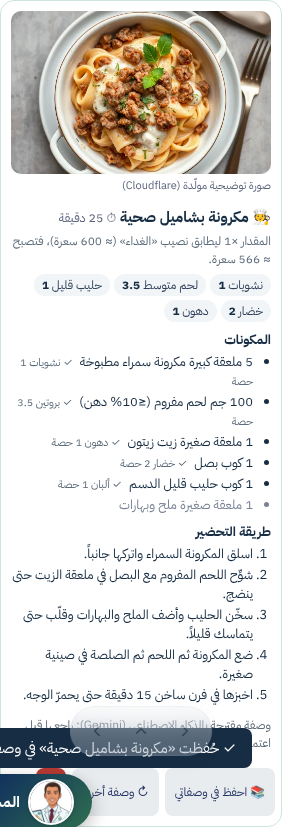 صورة توضيحية مولّدة (Cloudflare)
🧑‍🍳 مكرونة بشاميل صحية ⏱ 25 دقيقة
المقدار ×1 ليطابق نصيب «الغداء» (≈ 600 سعرة)، فتصبح
≈ 566 سعرة.
نشويات 1
لحم متوسط 3.5
حليب قليل 1
خضار 2
دهون 1
المكونات
• 5 ملعقة كبيرة مكرونة سمراء مطبوخة ✓ نشويات 1
حصة
• 100 جم لحم مفروم (≤10% دهن) ✓ بروتين 3.5
حصة
• 1 ملعقة صغيرة زيت زيتون ✓ دهون 1 حصة
• 1 كوب بصل ✓ خضار 2 حصة
• 1 كوب حليب قليل الدسم ✓ ألبان 1 حصة
• 1 ملعقة صغيرة ملح وبهارات
طريقة التحضير
1. اسلق المكرونة السمراء واتركها جانباً.
2. شوّح اللحم المفروم مع البصل في ملعقة الزيت حتى
ينضج.
3. سخّن الحليب وأضف الملح والبهارات وقلّب حتى
يتماسك قليلاً.
4. ضع المكرونة ثم اللحم ثم الصلصة في صينية
صغيرة.
5. اخبزها في فرن ساخن 15 دقيقة حتى يحمرّ الوجه.
وصفة مقترحة بالذكاء الاصطناعي (Gemini): راجعها قبل
✓ حُفظت «مكرونة بشاميل صحية» في
📚 احفظ في وصفاتي
↻ وصفة